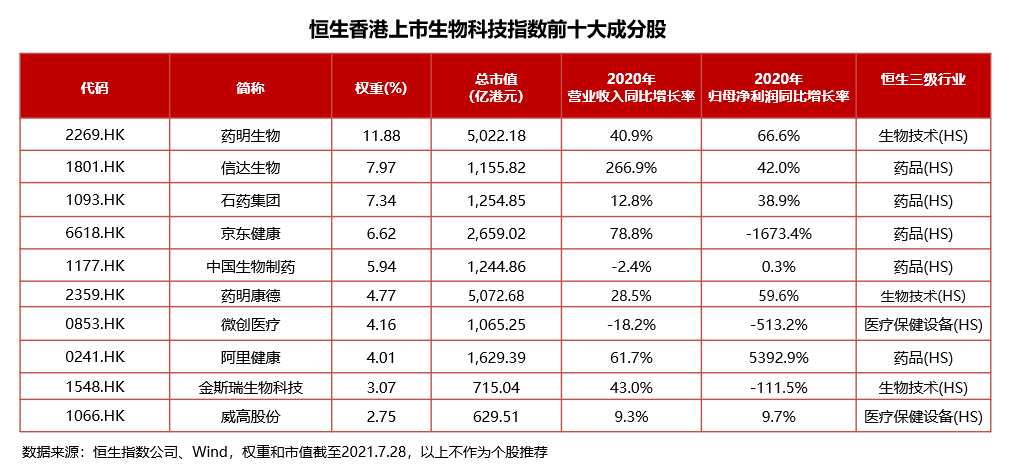 恒生香港上市生物科技指数前十大成分股
代码 简称 权重(%) 总市值 (亿港元) 2020年 营业收入同比增长率 2020年 归母净利润同比增长率 恒生三级行业
2269.HK 药明生物 11.88 5,022.18 40.9% 66.6% 生物技术(HS)
1801.HK 信达生物 7.97 1,155.82 266.9% 42.0% 药品(HS)
1093.HK 石药集团 7.34 1,254.85 12.8% 38.9% 药品(HS)
6618.HK 京东健康 6.62 2,659.02 78.8% -1673.4% 药品(HS)
1177.HK 中国生物制药 5.94 1,244.86 -2.4% 0.3% 药品(HS)
2359.HK 药明康德 4.77 5,072.68 28.5% 59.6% 生物技术(HS)
0853.HK 微创医疗 4.16 1,065.25 -18.2% -513.2% 医疗保健设备(HS)
0241.HK 阿里健康 4.01 1,629.39 61.7% 5392.9% 药品(HS)
1548.HK 金斯瑞生物科技 3.07 715.04 43.0% -111.5% 生物技术(HS)
1066.HK 威高股份 2.75 629.51 9.3% 9.7% 医疗保健设备(HS)
数据来源：恒生指数公司、Wind，权重和市值截至2021.7.28，以上不作为个股推荐